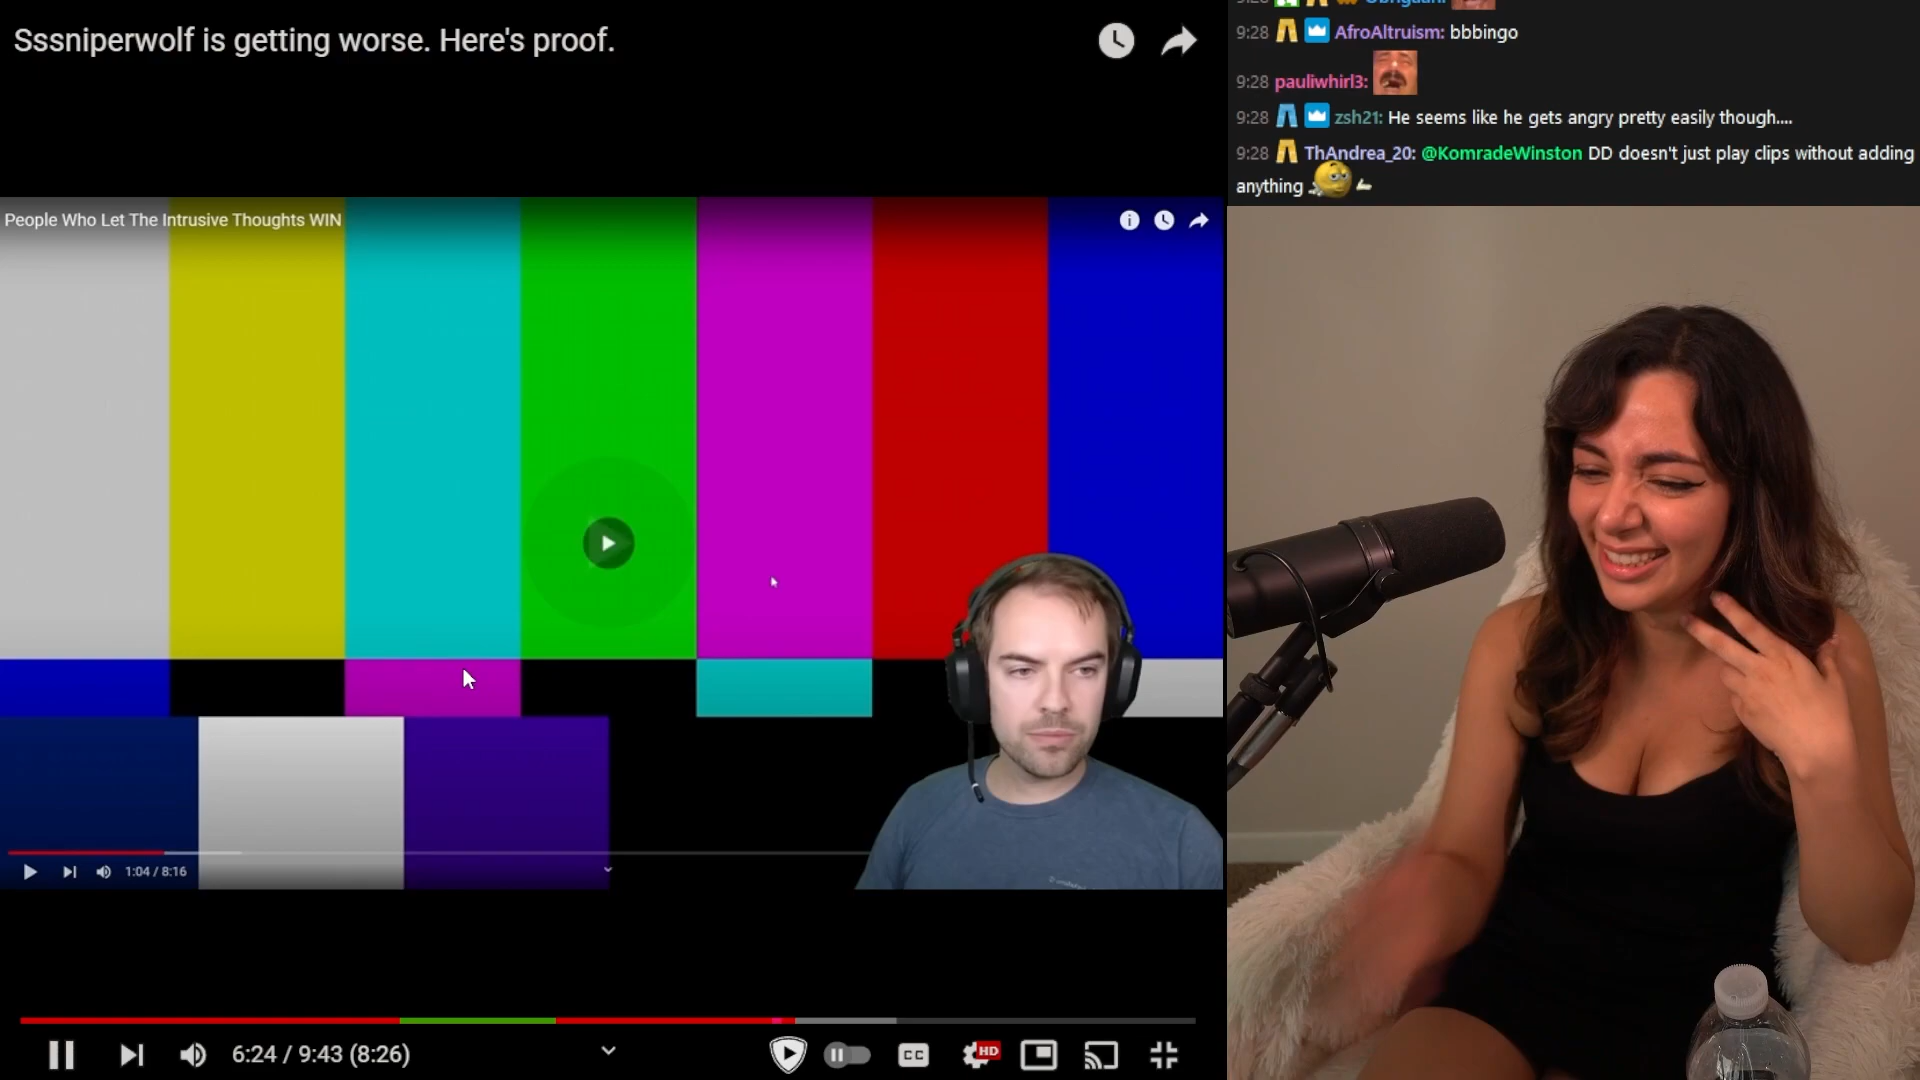 Sssniperwolf is getting worse. Here's proof.
People Who Let The Intrusive Thoughts WIN
1:04 / 8:16
6:24 / 9:43 (8:26)
CC
HD
9:28 AfroAltruism: bbbingo
9:28 pauliwhirl3:
9:28 zsh21: He seems like he gets angry pretty easily though....
9:28 ThAndrea_20: @KomradeWinston DD doesn't just play clips without adding
anything